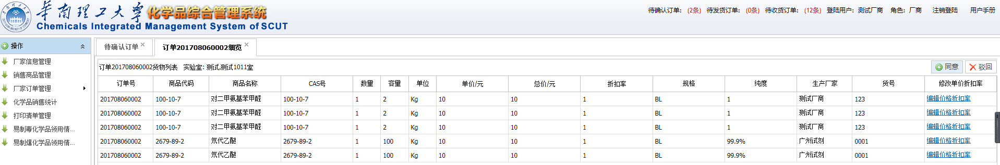 华南理工大学 化学品综合管理系统
Chemicals Integrated Management System of SCUT
待确认订单: (2条) 待发货订单: (0条) 待收货订单: (12条) 登陆用户: 测试厂商 角色: 厂商 注销登陆 用户手册
操作
厂家信息管理
销售商品管理
厂家订单管理
化学品销售统计
打印清单管理
易制毒化学品领用情...
易制爆化学品领用情...
待确认订单 订单201708060002细览
订单201708060002货物列表 实验室: 测试,测试1011室 同意 驳回
订单号 商品代码 商品名称 CAS号 数量 容量 单位 单价/元 总价/元 折扣率 规格 纯度 生产厂家 货号 修改单价折扣率
201708060002 100-10-7 对二甲氨基苯甲醛 100-10-7 1 2 Kg 10 10 1 BL 1 测试厂商 123 编辑价格折扣率
201708060002 100-10-7 对二甲氨基苯甲醛 100-10-7 1 2 Kg 10 10 1 BL 1 测试厂商 123 编辑价格折扣率
201708060002 100-10-7 对二甲氨基苯甲醛 100-10-7 1 2 Kg 10 10 1 BL 1 测试厂商 123 编辑价格折扣率
201708060002 2679-89-2 氘代乙醚 2679-89-2 1 100 Kg 10 10 1 BL 99.9% 广州试剂 0001 编辑价格折扣率
201708060002 2679-89-2 氘代乙醚 2679-89-2 1 100 Kg 10 10 1 BL 99.9% 广州试剂 0001 编辑价格折扣率